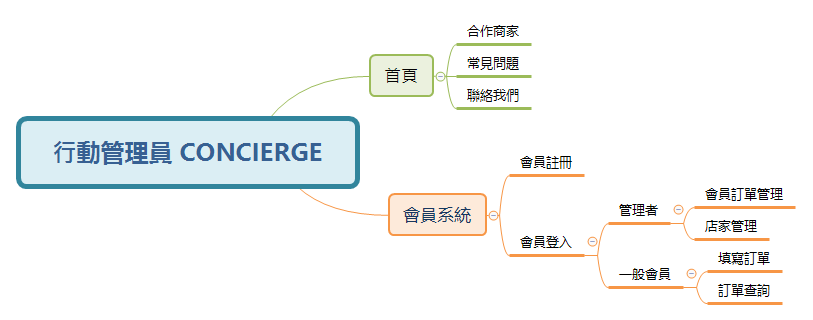 行動管理員 CONCIERGE
首頁
合作商家
常見問題
聯絡我們
會員系統
會員註冊
會員登入
管理者
會員訂單管理
店家管理
一般會員
填寫訂單
訂單查詢